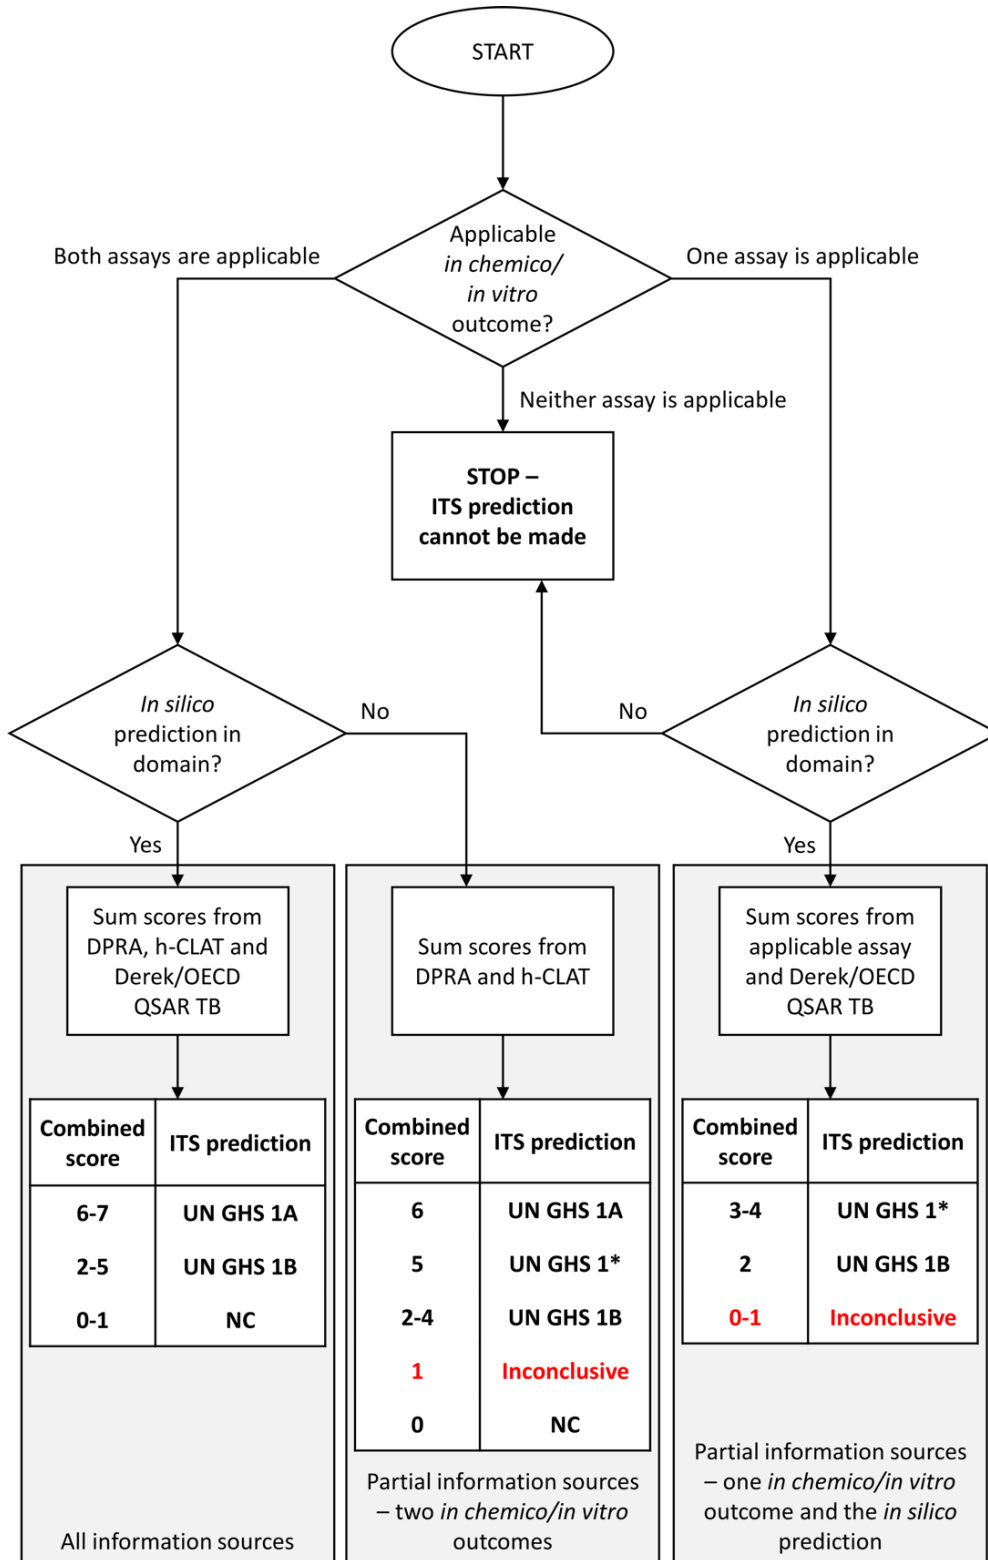 START
Applicable
in chemico/
in vitro
outcome?
Both assays are applicable
One assay is applicable
Neither assay is applicable
STOP –
ITS prediction
cannot be made
In silico
prediction in
domain?
No
Yes
No
In silico
prediction in
domain?
Yes
Sum scores from
DPRA, h-CLAT and
Derek/OECD
QSAR TB
Combined score ITS prediction
6-7 UN GHS 1A
2-5 UN GHS 1B
0-1 NC
All information sources
Sum scores from
DPRA and h-CLAT
Combined score ITS prediction
6 UN GHS 1A
5 UN GHS 1*
2-4 UN GHS 1B
1 Inconclusive
0 NC
Partial information sources
– two in chemico/in vitro
outcomes
Sum scores from
applicable assay
and Derek/OECD
QSAR TB
Combined score ITS prediction
3-4 UN GHS 1*
2 UN GHS 1B
0-1 Inconclusive
Partial information sources
– one in chemico/in vitro
outcome and the in silico
prediction